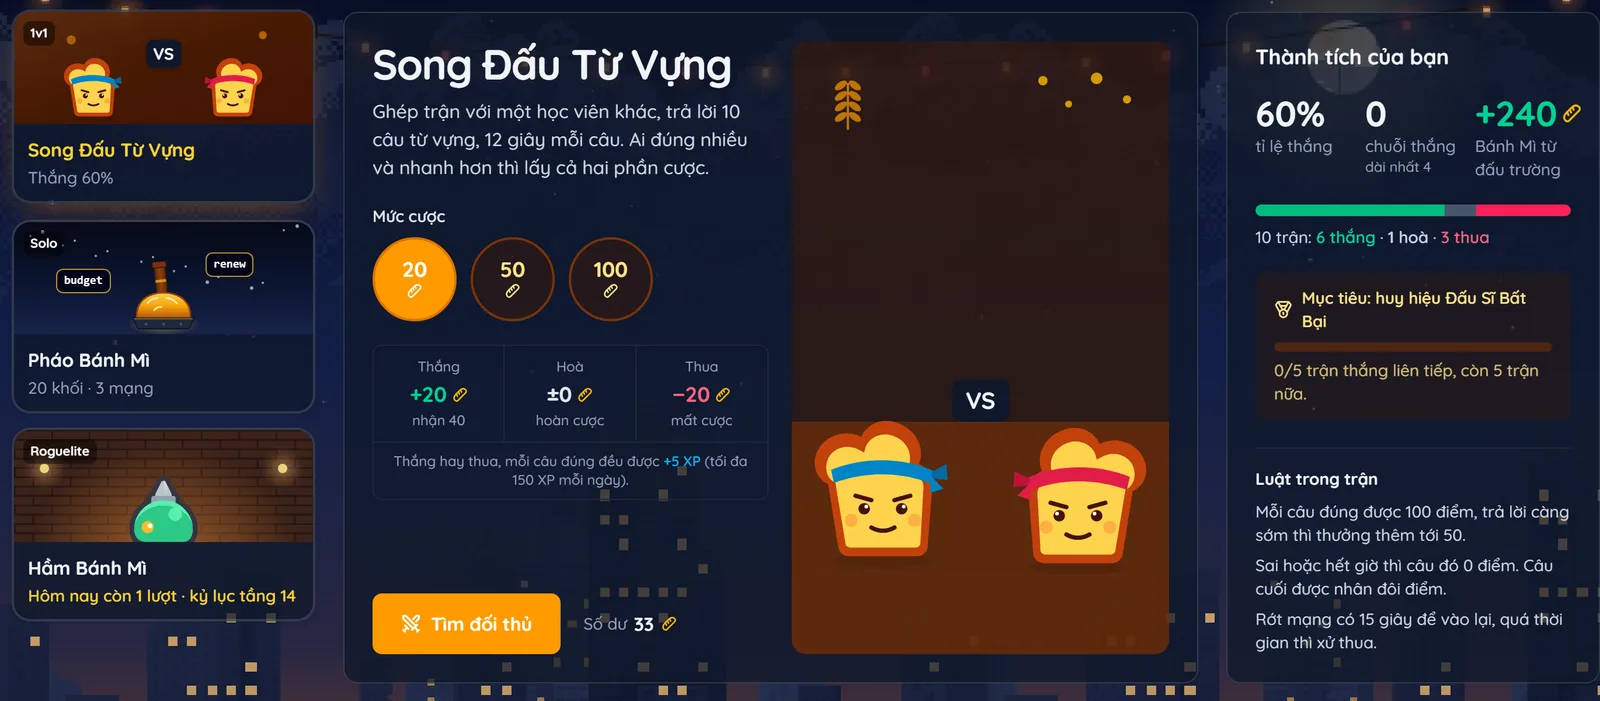 1v1
VS
Song Đấu Từ Vựng
Thắng 60%
Solo
budget
renew
Pháo Bánh Mì
20 khối · 3 mạng
Roguelite
Hầm Bánh Mì
Hôm nay còn 1 lượt · kỷ lục tầng 14
Song Đấu Từ Vựng
Ghép trận với một học viên khác, trả lời 10
câu từ vựng, 12 giây mỗi câu. Ai đúng nhiều
và nhanh hơn thì lấy cả hai phần cược.
Mức cược
20
50
100
Thắng
+20
nhận 40
Hoà
±0
hoàn cược
Thua
−20
mất cược
Thắng hay thua, mỗi câu đúng đều được +5 XP (tối đa
150 XP mỗi ngày).
Tìm đối thủ
Số dư 33
VS
Thành tích của bạn
60%
tỉ lệ thắng
0
chuỗi thắng
dài nhất 4
+240
Bánh Mì từ
đấu trường
10 trận: 6 thắng · 1 hoà · 3 thua
Mục tiêu: huy hiệu Đấu Sĩ Bất
Bại
0/5 trận thắng liên tiếp, còn 5 trận
nữa.
Luật trong trận
Mỗi câu đúng được 100 điểm, trả lời càng
sớm thì thưởng thêm tới 50.
Sai hoặc hết giờ thì câu đó 0 điểm. Câu
cuối được nhân đôi điểm.
Rớt mạng có 15 giây để vào lại, quá thời
gian thì xử thua.